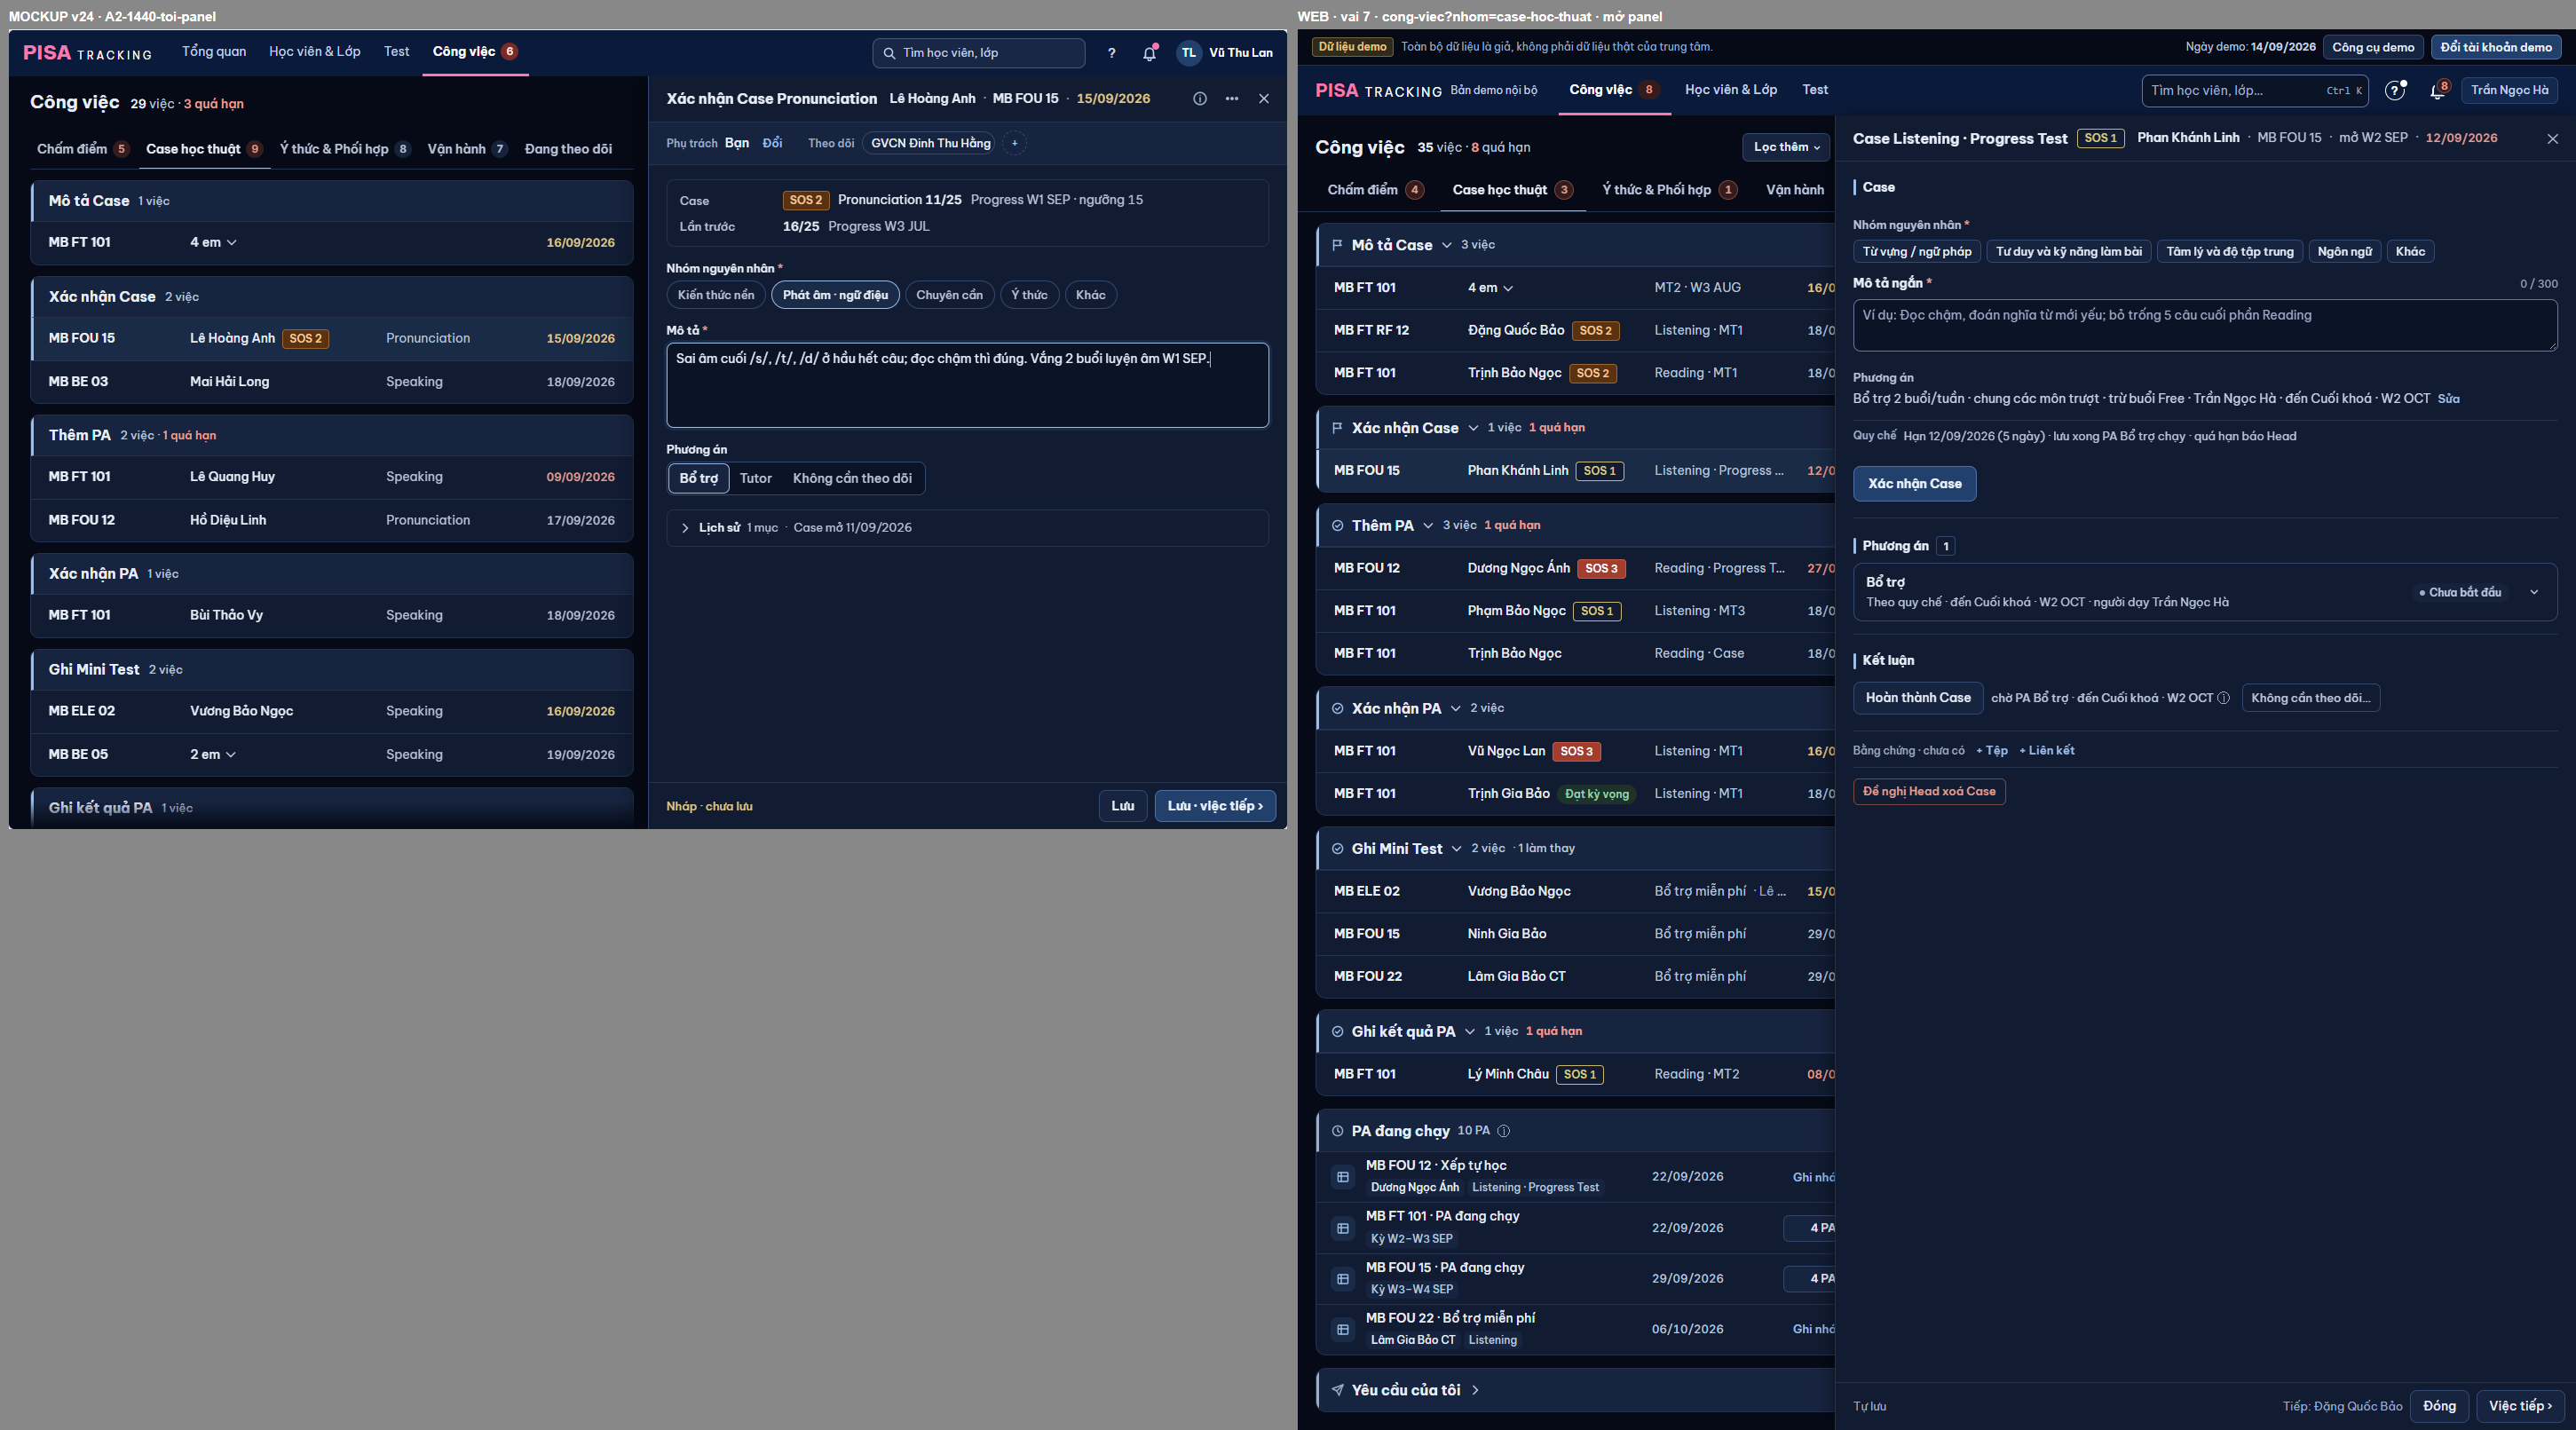 MOCKUP v24 · A2-1440-toi-panel
PISA TRACKING Tổng quan Học viên & Lớp Test Công việc 6 Tìm học viên, lớp ? TL Vũ Thu Lan
Công việc 29 việc · 3 quá hạn
Chấm điểm 5 Case học thuật 9 Ý thức & Phối hợp 8 Vận hành 7 Đang theo dõi
Mô tả Case 1 việc
MB FT 101 4 em 16/09/2026
Xác nhận Case 2 việc
MB FOU 15 Lê Hoàng Anh SOS 2 Pronunciation 15/09/2026
MB BE 03 Mai Hải Long Speaking 18/09/2026
Thêm PA 2 việc · 1 quá hạn
MB FT 101 Lê Quang Huy Speaking 09/09/2026
MB FOU 12 Hồ Diệu Linh Pronunciation 17/09/2026
Xác nhận PA 1 việc
MB FT 101 Bùi Thảo Vy Speaking 18/09/2026
Ghi Mini Test 2 việc
MB ELE 02 Vương Bảo Ngọc Speaking 16/09/2026
MB BE 05 2 em Speaking 19/09/2026
Ghi kết quả PA 1 việc
Xác nhận Case Pronunciation Lê Hoàng Anh · MB FOU 15 · 15/09/2026
Phụ trách Bạn Đổi Theo dõi GVCN Đinh Thu Hằng +
Case SOS 2 Pronunciation 11/25 Progress W1 SEP · ngưỡng 15
Lần trước 16/25 Progress W3 JUL
Nhóm nguyên nhân *
Kiến thức nền Phát âm · ngữ điệu Chuyên cần Ý thức Khác
Mô tả *
Sai âm cuối /s/, /t/, /d/ ở hầu hết câu; đọc chậm thì đúng. Vắng 2 buổi luyện âm W1 SEP.
Phương án
Bổ trợ Tutor Không cần theo dõi
Lịch sử 1 mục · Case mở 11/09/2026
Nháp · chưa lưu Lưu Lưu · việc tiếp ›
WEB · vai 7 · cong-viec?nhom=case-hoc-thuat · mở panel
Dữ liệu demo Toàn bộ dữ liệu là giả, không phải dữ liệu thật của trung tâm. Ngày demo: 14/09/2026 Công cụ demo Đổi tài khoản demo
PISA TRACKING Bản demo nội bộ Công việc 8 Học viên & Lớp Test Tìm học viên, lớp... Ctrl K ? 8 Trần Ngọc Hà
Công việc 35 việc · 8 quá hạn Lọc thêm
Chấm điểm 4 Case học thuật 3 Ý thức & Phối hợp 1 Vận hành
Mô tả Case 3 việc
MB FT 101 4 em MT2 · W3 AUG 16/0
MB FT RF 12 Đặng Quốc Bảo SOS 2 Listening · MT1 18/0
MB FT 101 Trịnh Bảo Ngọc SOS 2 Reading · MT1 18/0
Xác nhận Case 1 việc 1 quá hạn
MB FOU 15 Phan Khánh Linh SOS 1 Listening · Progress ... 12/0
Thêm PA 3 việc 1 quá hạn
MB FOU 12 Dương Ngọc Ánh SOS 3 Reading · Progress T... 27/0
MB FT 101 Phạm Bảo Ngọc SOS 1 Listening · MT3 18/0
MB FT 101 Trịnh Bảo Ngọc Reading · Case 18/0
Xác nhận PA 2 việc
MB FT 101 Vũ Ngọc Lan SOS 3 Listening · MT1 16/0
MB FT 101 Trịnh Gia Bảo Đạt kỳ vọng Listening · MT1 18/0
Ghi Mini Test 2 việc · 1 làm thay
MB ELE 02 Vương Bảo Ngọc Bổ trợ miễn phí · Lê ... 15/0
MB FOU 15 Ninh Gia Bảo Bổ trợ miễn phí 29/0
MB FOU 22 Lâm Gia Bảo CT Bổ trợ miễn phí 29/0
Ghi kết quả PA 1 việc 1 quá hạn
MB FT 101 Lý Minh Châu SOS 1 Reading · MT2 08/0
PA đang chạy 10 PA
MB FOU 12 · Xếp tự học 22/09/2026 Ghi nhá
Dương Ngọc Ánh Listening · Progress Test
MB FT 101 · PA đang chạy 22/09/2026 4 PA
Kỳ W2–W3 SEP
MB FOU 15 · PA đang chạy 29/09/2026 4 PA
Kỳ W3–W4 SEP
MB FOU 22 · Bổ trợ miễn phí 06/10/2026 Ghi nhá
Lâm Gia Bảo CT Listening
Yêu cầu của tôi
Case Listening · Progress Test SOS 1 Phan Khánh Linh · MB FOU 15 · mở W2 SEP · 12/09/2026
Case
Nhóm nguyên nhân *
Từ vựng / ngữ pháp Tư duy và kỹ năng làm bài Tâm lý và độ tập trung Ngôn ngữ Khác
Mô tả ngắn * 0 / 300
Ví dụ: Đọc chậm, đoán nghĩa từ mới yếu; bỏ trống 5 câu cuối phần Reading
Phương án
Bổ trợ 2 buổi/tuần · chung các môn trượt · trừ buổi Free · Trần Ngọc Hà · đến Cuối khoá · W2 OCT Sửa
Quy chế Hạn 12/09/2026 (5 ngày) · lưu xong PA Bổ trợ chạy · quá hạn báo Head
Xác nhận Case
Phương án 1
Bổ trợ
Theo quy chế · đến Cuối khoá · W2 OCT · người dạy Trần Ngọc Hà
Chưa bắt đầu
Kết luận
Hoàn thành Case chờ PA Bổ trợ · đến Cuối khoá · W2 OCT Không cần theo dõi...
Bằng chứng · chưa có + Tệp + Liên kết
Đề nghị Head xoá Case
Tự lưu Tiếp: Đặng Quốc Bảo Đóng Việc tiếp ›